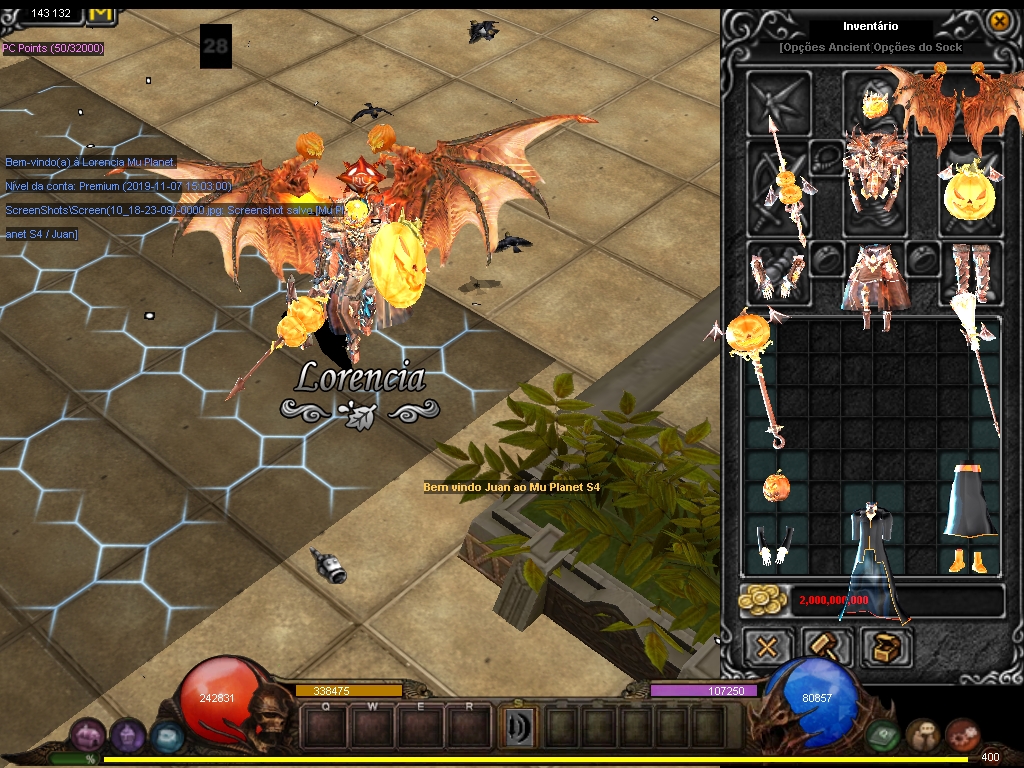 143 132
M
PC Points (50/32000)
28
Inventário
[Opções Ancient Opções do Sock
Bem-vindo(a) á Lorencia Mu Planet.
Nível da conta: Premium (2019-11-07 15:03:00)
ScreenShots\Screen(10_18-23-09)-0000.jpg: Screenshot salvo [Mu Pl
anet S4 / Juan]
Lorencia
Bem vindo Juan ao Mu Planet S4
2,000,000,000
242831
338475
Q W E R
S
107250
80857
%
400